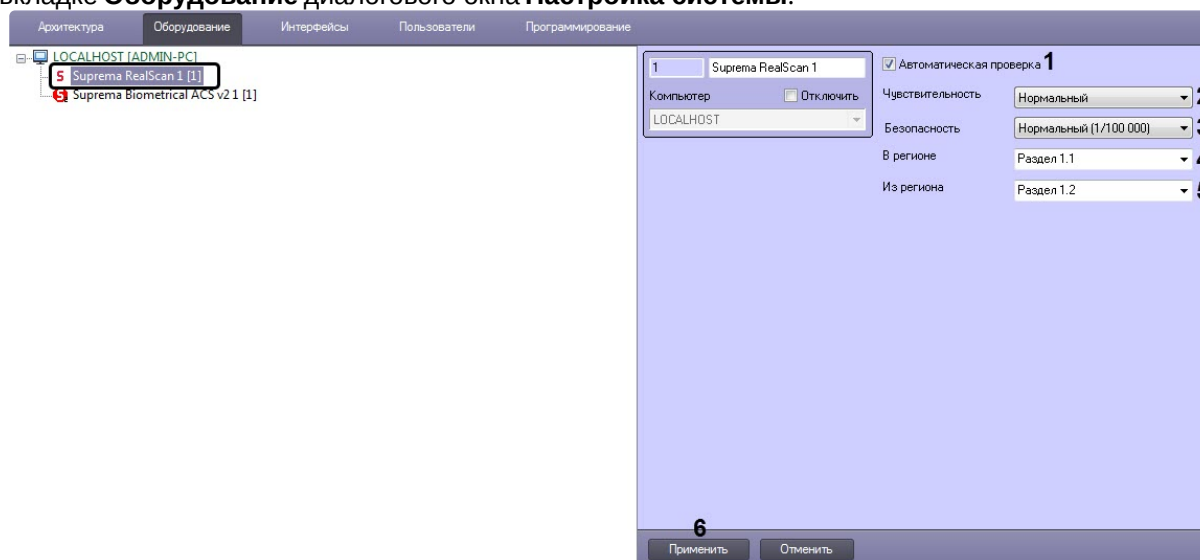 вкладке Оборудование диалогового окна Настройка системы.
Архитектура Оборудование Интерфейсы Пользователи Программирование
LOCALHOST [ADMIN-PC]
Suprema RealScan 1 [1]
Suprema Biometrical ACS v2 1 [1]
1 Suprema RealScan 1
Компьютер Отключить
LOCALHOST
Автоматическая проверка 1
Чувствительность Нормальный 2
Безопасность Нормальный (1/100 000) 3
В регионе Раздел 1.1 4
Из региона Раздел 1.2 5
6
Применить Отменить